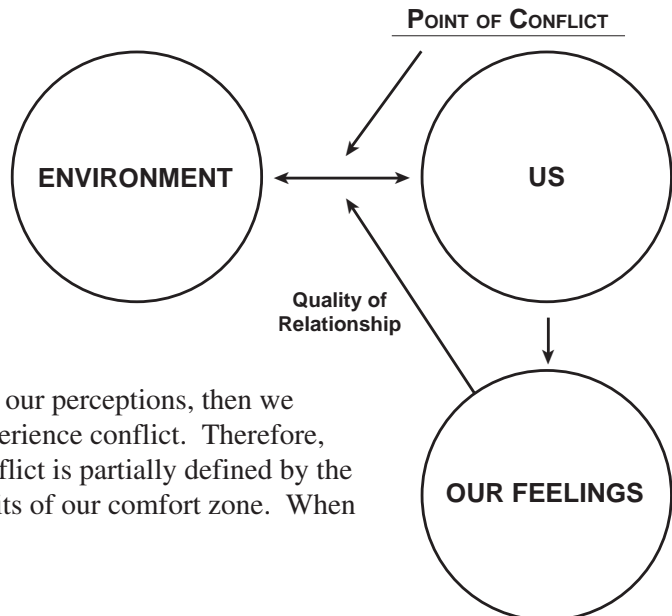 POINT OF CONFLICT
ENVIRONMENT
US
Quality of
Relationship
our perceptions, then we
erience conflict. Therefore,
flict is partially defined by the
its of our comfort zone. When
OUR FEELINGS